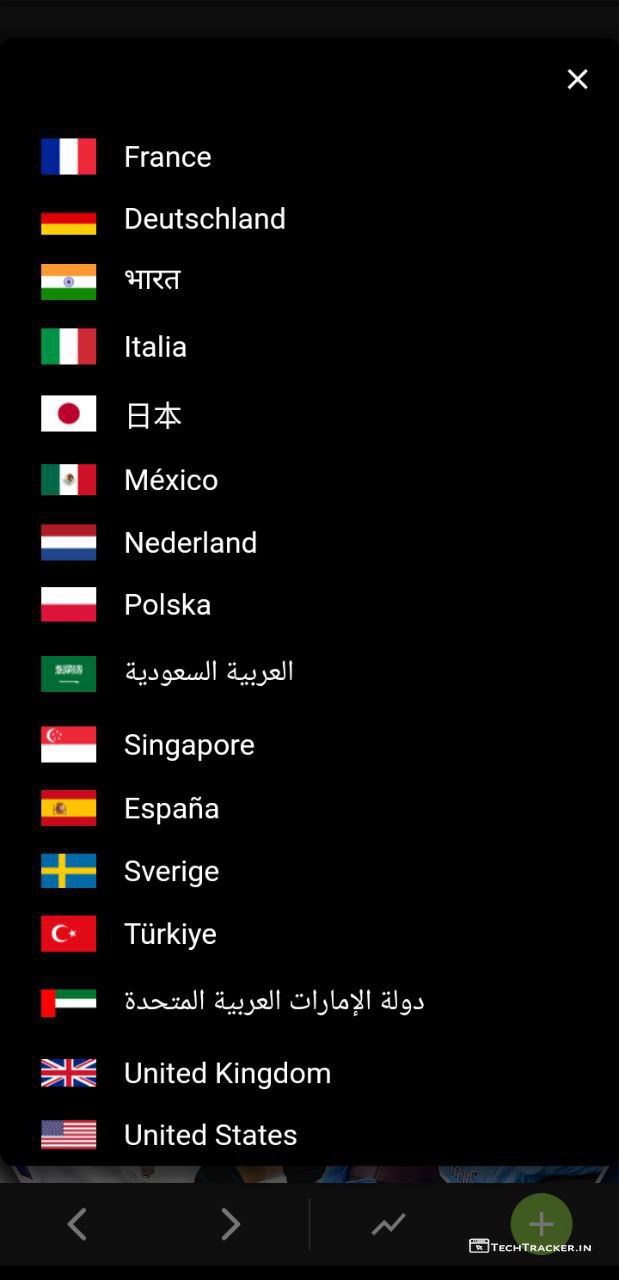 France
Deutschland
भारत
Italia
日本
México
Nederland
Polska
العربية السعودية
Singapore
España
Sverige
Türkiye
دولة الإمارات العربية المتحدة
United Kingdom
United States
TECHTRACKER.IN